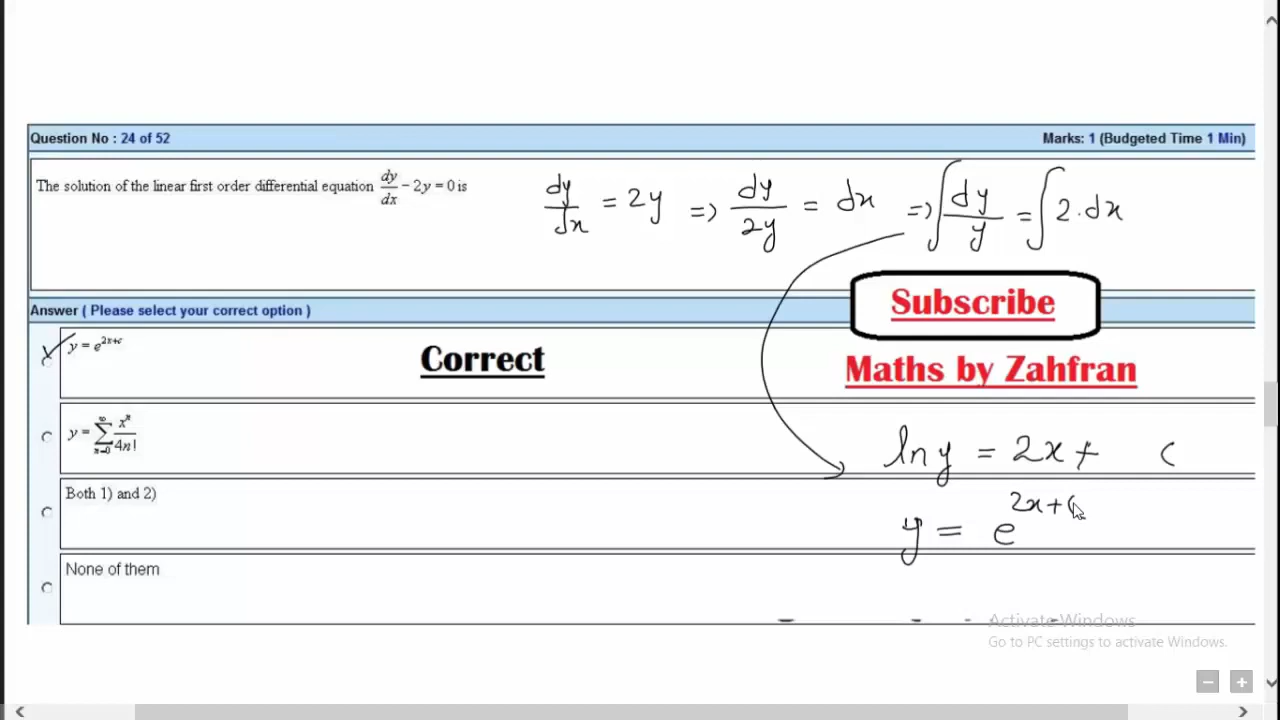 Question No : 24 of 52 Marks: 1 (Budgeted Time 1 Min)
The solution of the linear first order differential equation dy/dx − 2y = 0 is
dy/dx = 2y => dy/2y = dx => ∫ dy/y = ∫ 2.dx
Subscribe
Answer ( Please select your correct option )
y = e^(2x+c)
Correct
Maths by Zahfran
y = ∑_(n=0)^∞ x^n/4n!
ln y = 2x + c
Both 1) and 2)
y = e^(2x+c)
None of them
Activate Windows
Go to PC settings to activate Windows.